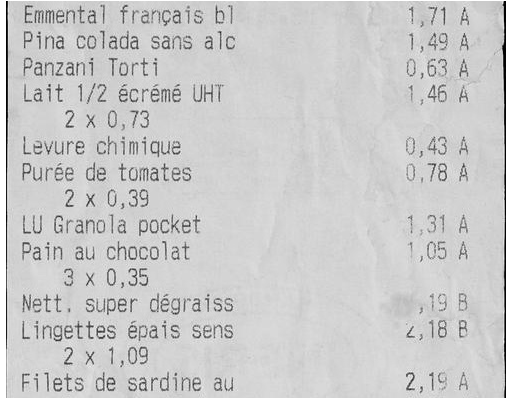 Emmental français bl 1,71 A
Pina colada sans alc 1,49 A
Panzani Torti 0,63 A
Lait 1/2 écrémé UHT 1,46 A
2 x 0,73
Levure chimique 0,43 A
Purée de tomates 0,78 A
2 x 0,39
LU Granola pocket 1,31 A
Pain au chocolat 1,05 A
3 x 0,35
Nett. super dégraiss ,19 B
Lingettes épais sens 2,18 B
2 x 1,09
Filets de sardine au 2,19 A